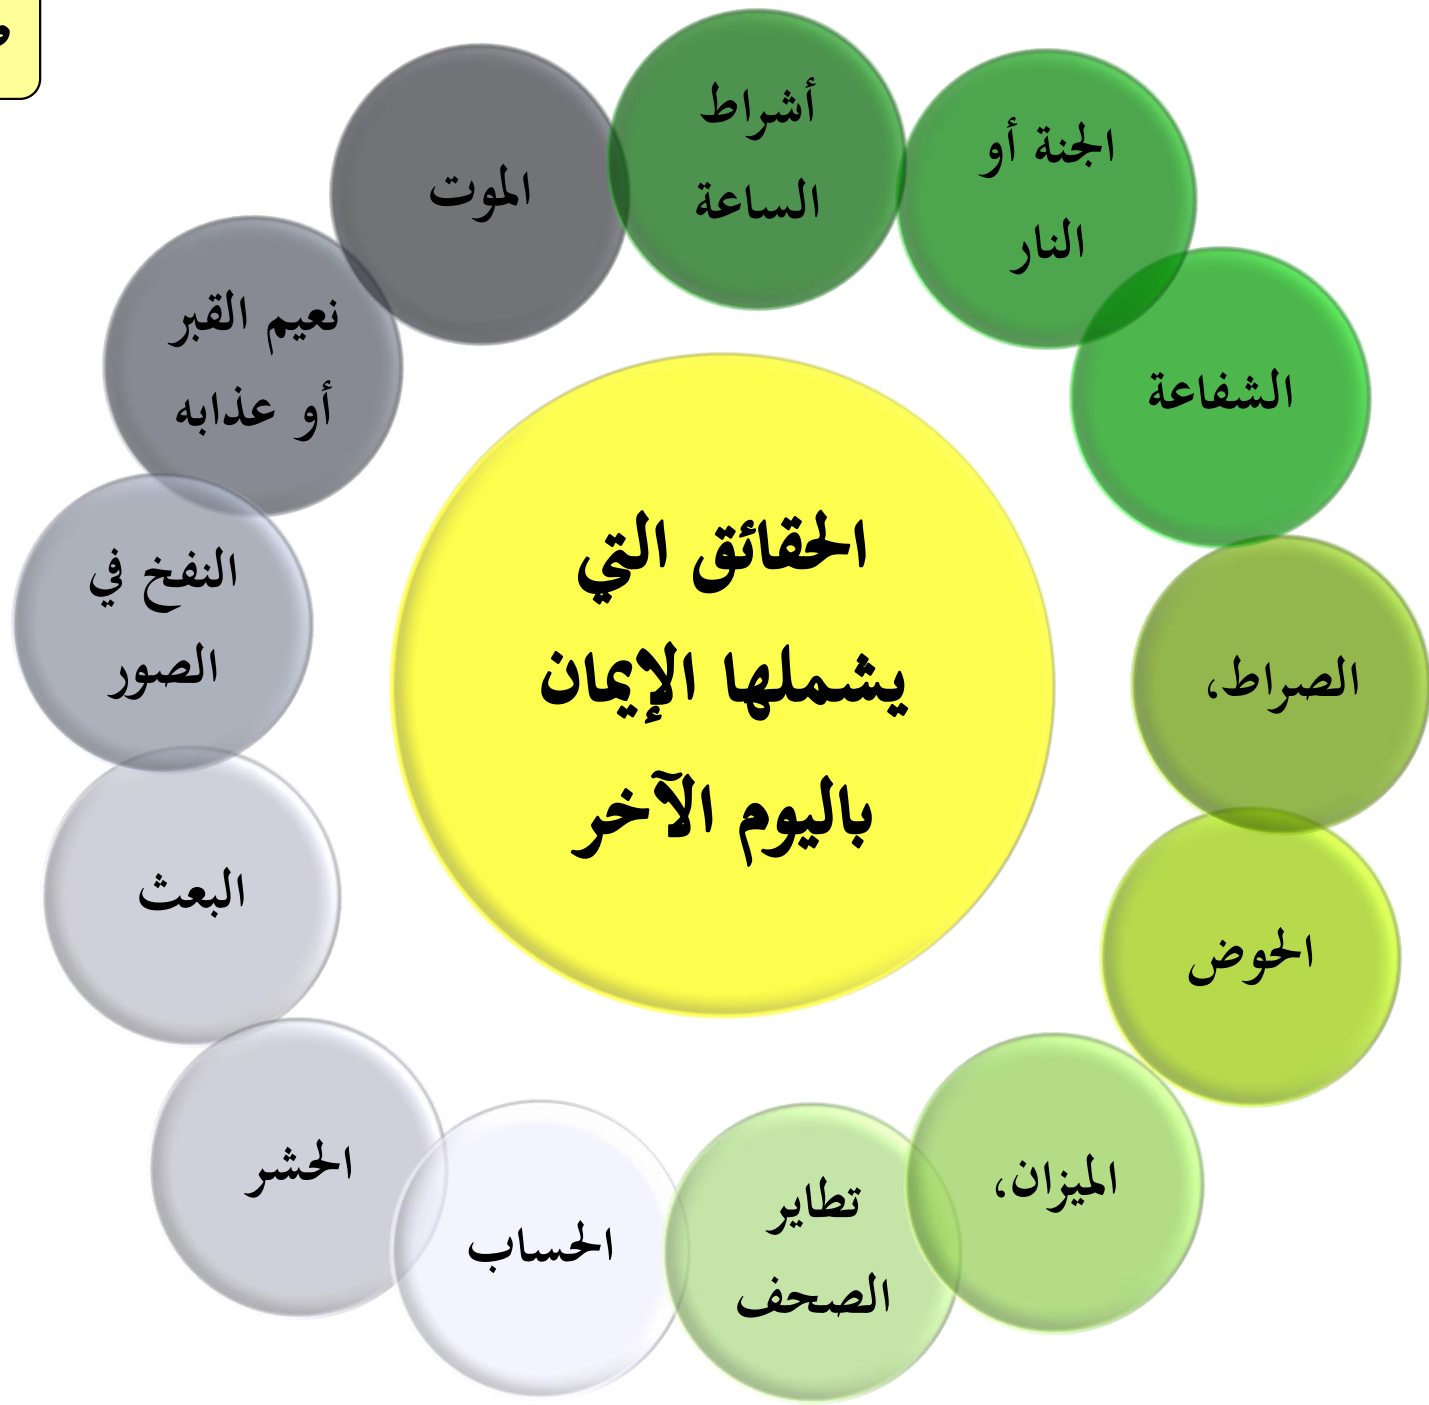 الحقائق التي
يشملها الإيمان
باليوم الآخر
أشراط
الساعة
الموت
نعيم القبر
أو عذابه
النفخ في
الصور
البعث
الحشر
الحساب
تطاير
الصحف
الميزان،
الحوض
الصراط،
الشفاعة
الجنة أو
النار